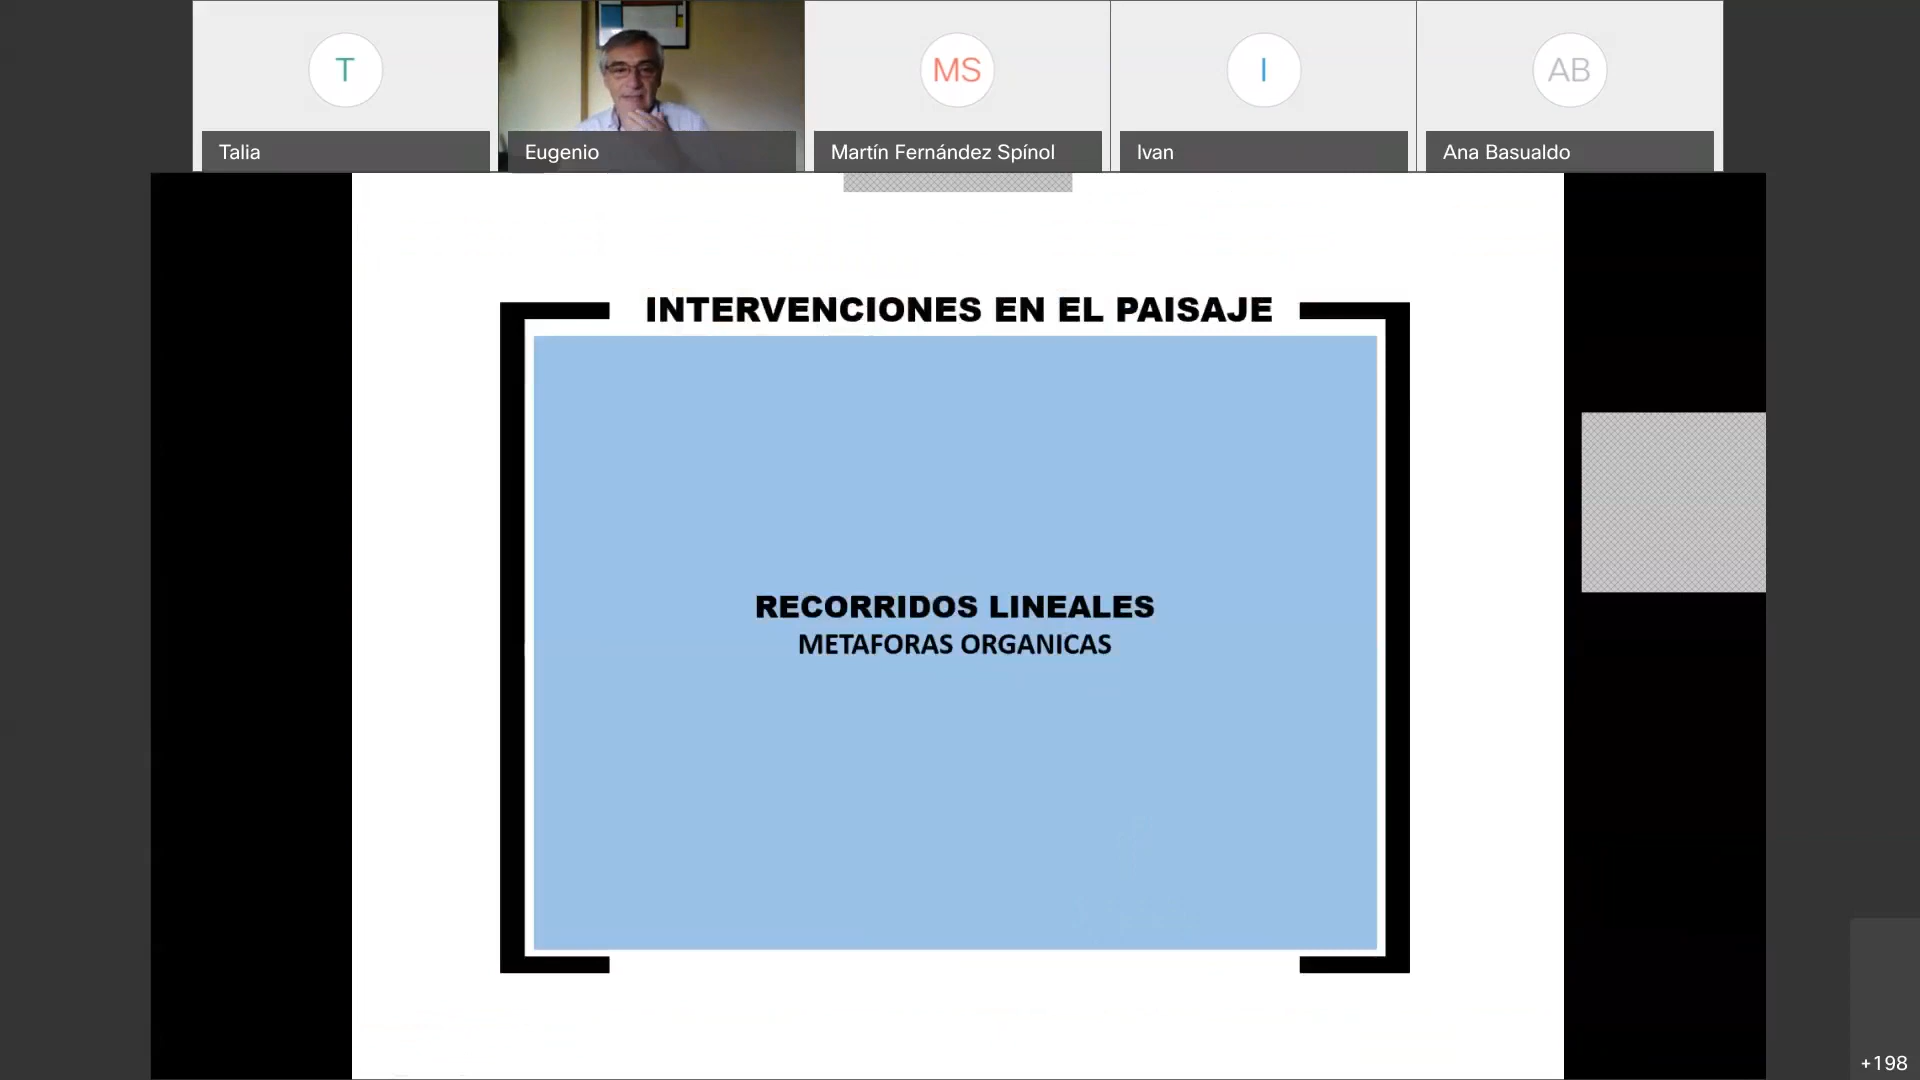 T
MS
I
AB
Talia
Eugenio
Martín Fernández Spínol
Ivan
Ana Basualdo
INTERVENCIONES EN EL PAISAJE
RECORRIDOS LINEALES
METAFORAS ORGANICAS
+198